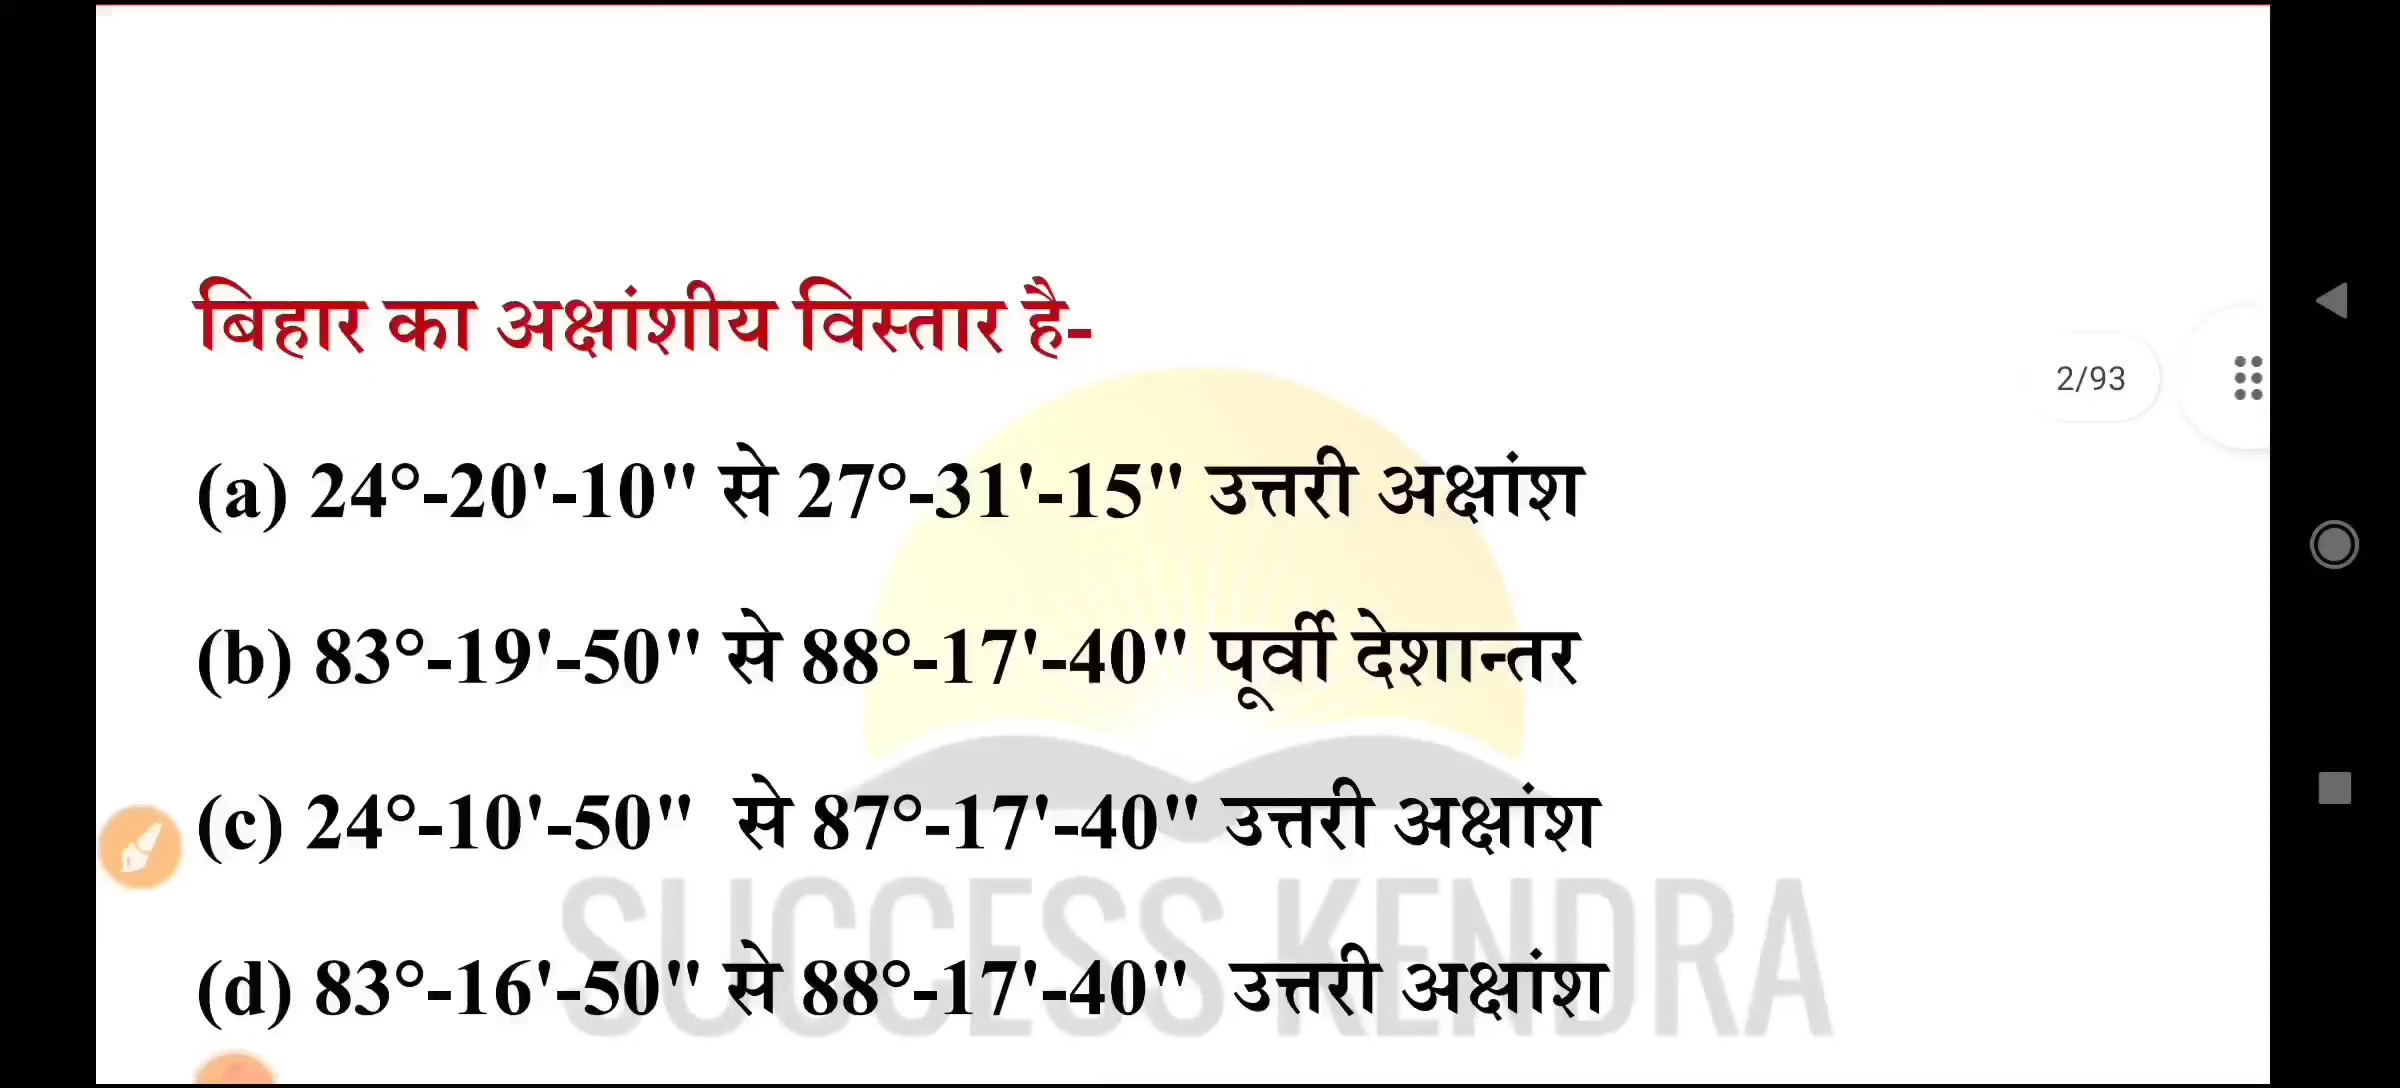 बिहार का अक्षांशीय विस्तार है-
2/93
(a) 24°-20'-10" से 27°-31'-15" उत्तरी अक्षांश
(b) 83°-19'-50" से 88°-17'-40" पूर्वी देशान्तर
(c) 24°-10'-50" से 87°-17'-40" उत्तरी अक्षांश
(d) 83°-16'-50" से 88°-17'-40" उत्तरी अक्षांश
SUCCESS KENDRA